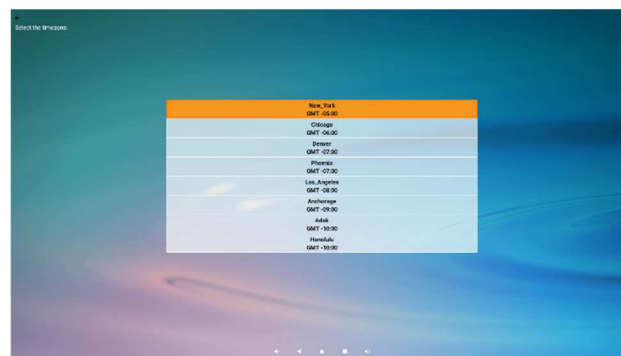 Select the timezone
New_York
GMT -05:00
Chicago
GMT -06:00
Denver
GMT -07:00
Phoenix
GMT -07:00
Los_Angeles
GMT -08:00
Anchorage
GMT -09:00
Adak
GMT -10:00
Honolulu
GMT -10:00